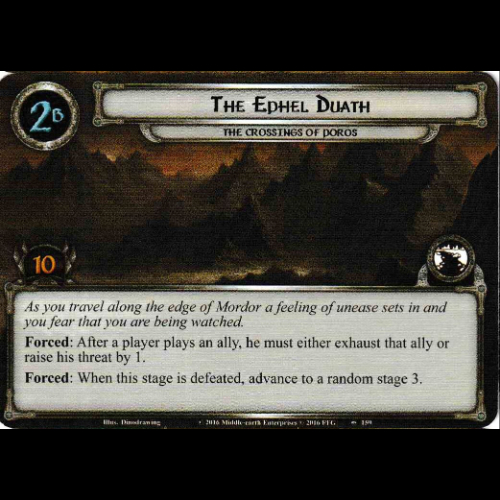 2B
THE EPHEL DUATH
THE CROSSINGS OF POROS
10
As you travel along the edge of Mordor a feeling of unease sets in and
you fear that you are being watched.
Forced: After a player plays an ally, he must either exhaust that ally or
raise his threat by 1.
Forced: When this stage is defeated, advance to a random stage 3.
Illus. Dinodrawing © 2016 Middle-earth Enterprises © 2016 FFG